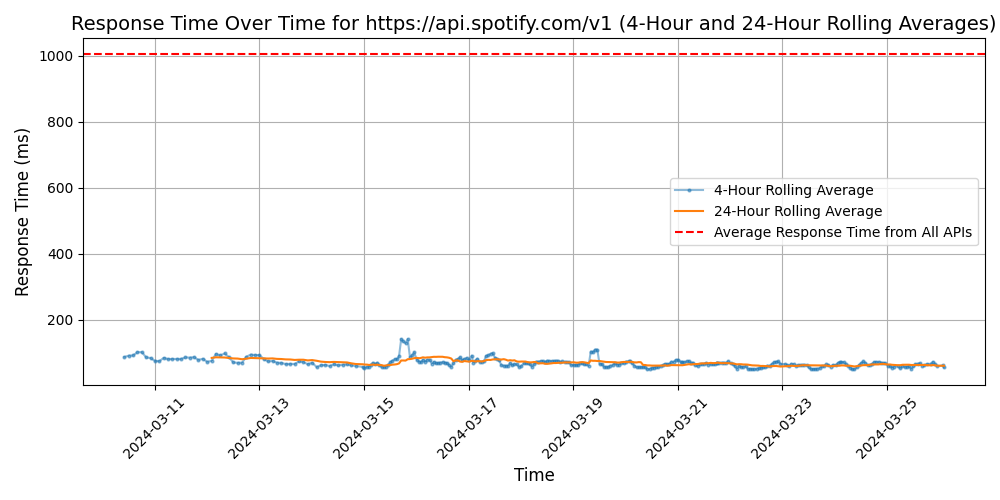 Response Time Over Time for https://api.spotify.com/v1 (4-Hour and 24-Hour Rolling Averages)
Response Time (ms)
1000
800
600
400
200
4-Hour Rolling Average
24-Hour Rolling Average
Average Response Time from All APIs
2024-03-11
2024-03-13
2024-03-15
2024-03-17
2024-03-19
2024-03-21
2024-03-23
2024-03-25
Time